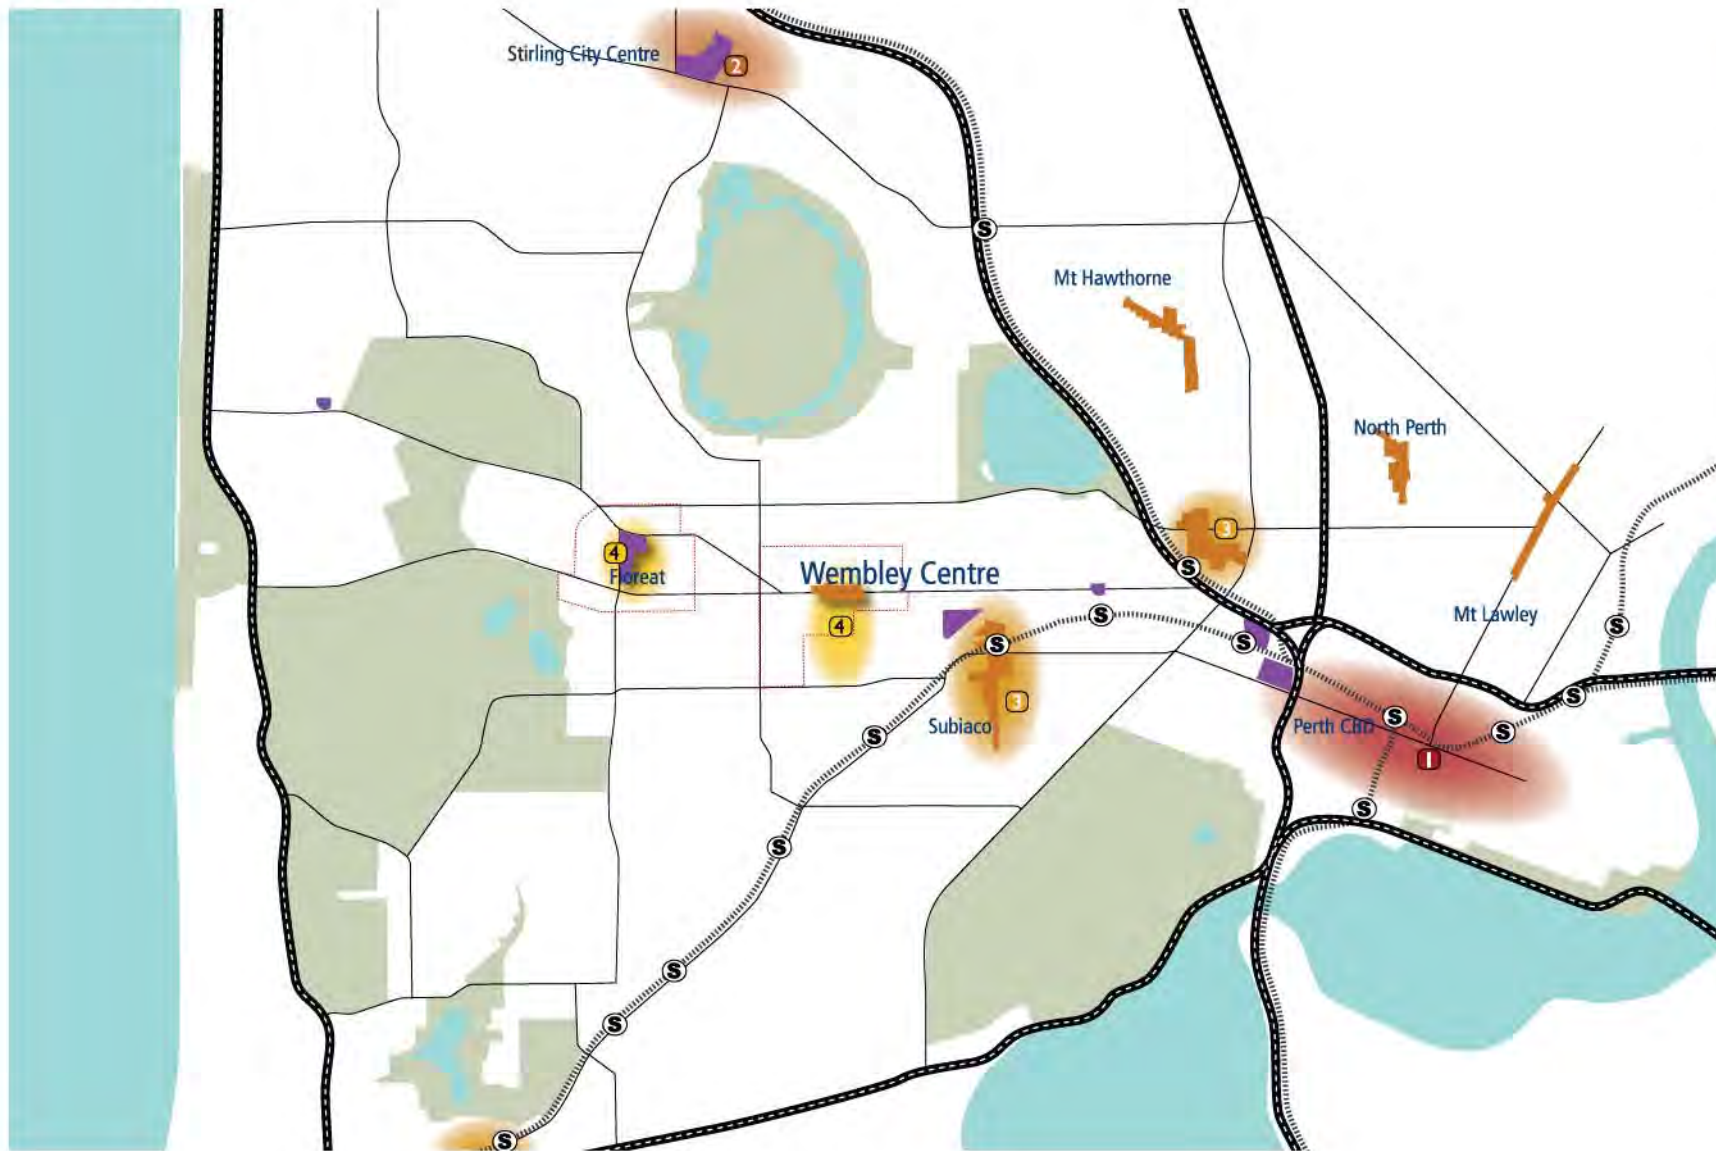 Stirling City Centre
2
S
Mt Hawthorne
North Perth
3
4
Floreat
S
Wembley Centre
4
S
S
S
S
Mt Lawley
3
Subiaco
S
Perth CBD
S
S
S
1
S
S
S
S
S